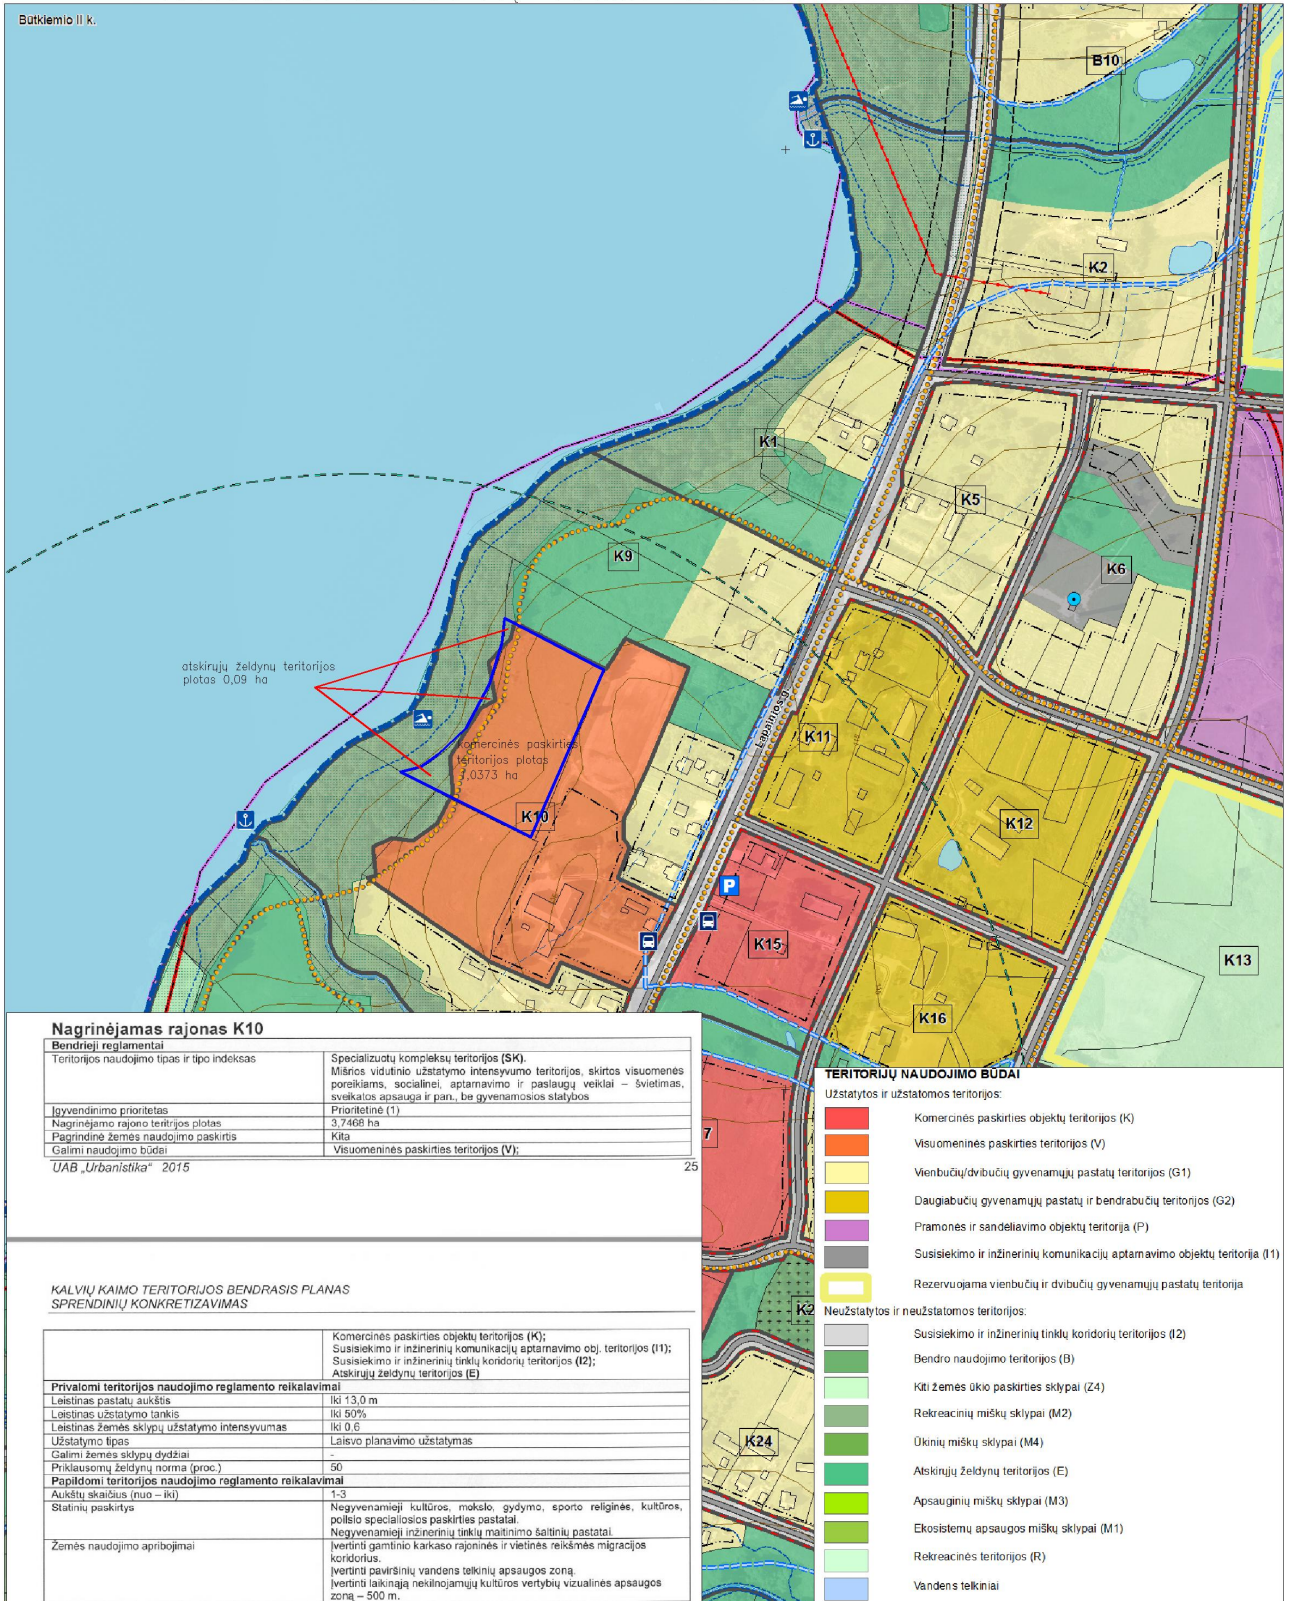 Būtkiemio II k.
B10
K2
K1
K5
K9
K6
atskirųjų želdynų teritorijos
plotas 0,09 ha
Lapainios g.
K11
komercinės paskirties
teritorijos plotas
,0373 ha
K10
K12
P
K15
K13
K16
7
K24
Nagrinėjamas rajonas K10
Bendrieji reglamentai
Teritorijos naudojimo tipas ir tipo indeksas
Specializuotų kompleksų teritorijos (SK).
Mišrios vidutinio užstatymo intensyvumo teritorijos, skirtos visuomenės
poreikiams, socialinei, aptarnavimo ir paslaugų veiklai – švietimas,
sveikatos apsauga ir pan., be gyvenamosios statybos
Įgyvendinimo prioritetas
Prioritetinė (1)
Nagrinėjamo rajono teritrijos plotas
3,7468 ha
Pagrindinė žemės naudojimo paskirtis
Kita
Galimi naudojimo būdai
Visuomeninės paskirties teritorijos (V);
UAB „Urbanistika“ 2015
25
KALVIŲ KAIMO TERITORIJOS BENDRASIS PLANAS
SPRENDINIŲ KONKRETIZAVIMAS
Komercinės paskirties objektų teritorijos (K);
Susisiekimo ir inžinerinių komunikacijų aptarnavimo obj. teritorijos (I1);
Susisiekimo ir inžinerinių tinklų koridorių teritorijos (I2);
Atskirųjų želdynų teritorijos (E)
Privalomi teritorijos naudojimo reglamento reikalavimai
Leistinas pastatų aukštis
Iki 13,0 m
Leistinas užstatymo tankis
Iki 50%
Leistinas žemės sklypų užstatymo intensyvumas
Iki 0,6
Užstatymo tipas
Laisvo planavimo užstatymas
Galimi žemės sklypų dydžiai
-
Priklausomų želdynų norma (proc.)
50
Papildomi teritorijos naudojimo reglamento reikalavimai
Aukštų skaičius (nuo – iki)
1-3
Statinių paskirtys
Negyvenamieji kultūros, mokslo, gydymo, sporto religinės, kultūros,
poilsio specialiosios paskirties pastatai.
Negyvenamieji inžinerinių tinklų maitinimo šaltinių pastatai.
Žemės naudojimo apribojimai
Įvertinti gamtinio karkaso rajoninės ir vietinės reikšmės migracijos
koridorius.
Įvertinti paviršinių vandens telkinių apsaugos zoną.
Įvertinti laikinąją nekilnojamųjų kultūros vertybių vizualinės apsaugos
zoną – 500 m.
TERITORIJŲ NAUDOJIMO BŪDAI
Užstatytos ir užstatomos teritorijos:
Komercinės paskirties objektų teritorijos (K)
Visuomeninės paskirties teritorijos (V)
Vienbučių/dvibučių gyvenamųjų pastatų teritorijos (G1)
Daugiabučių gyvenamųjų pastatų ir bendrabučių teritorijos (G2)
Pramonės ir sandėliavimo objektų teritorija (P)
Susisiekimo ir inžinerinių komunikacijų aptarnavimo objektų teritorija (I1)
Rezervuojama vienbučių ir dvibučių gyvenamųjų pastatų teritorija
Neužstatytos ir neužstatomos teritorijos:
Susisiekimo ir inžinerinių tinklų koridorių teritorijos (I2)
Bendro naudojimo teritorijos (B)
Kiti žemės ūkio paskirties sklypai (Z4)
Rekreacinių miškų sklypai (M2)
Ūkinių miškų sklypai (M4)
Atskirųjų želdynų teritorijos (E)
Apsauginių miškų sklypai (M3)
Ekosistemų apsaugos miškų sklypai (M1)
Rekreacinės teritorijos (R)
Vandens telkiniai